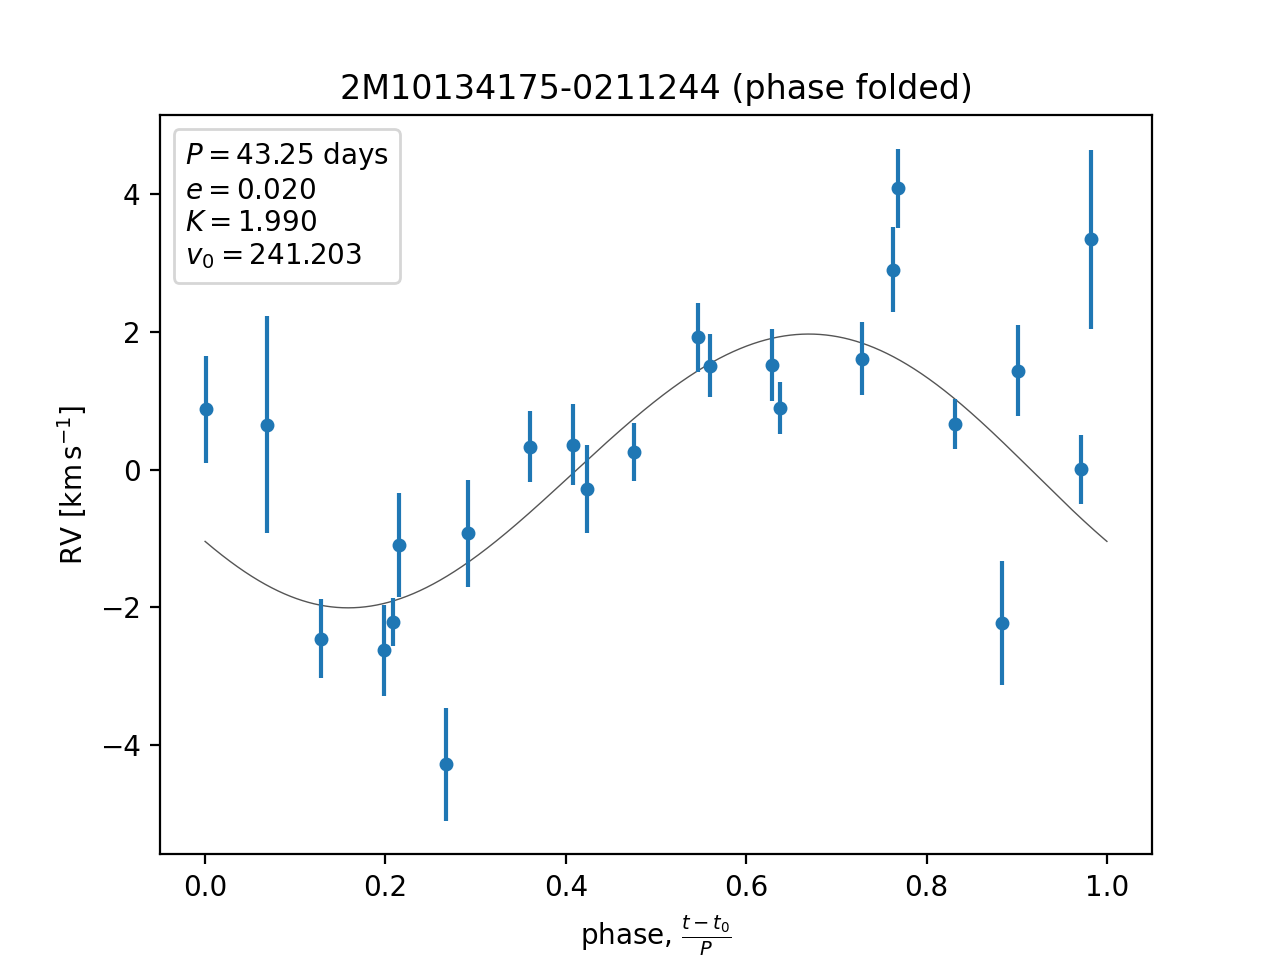 2M10134175-0211244 (phase folded)
P = 43.25 days
e = 0.020
K = 1.990
v₀ = 241.203
4
2
0
−2
−4
RV [km s⁻¹]
0.0 0.2 0.4 0.6 0.8 1.0
phase, (t − t₀)/P